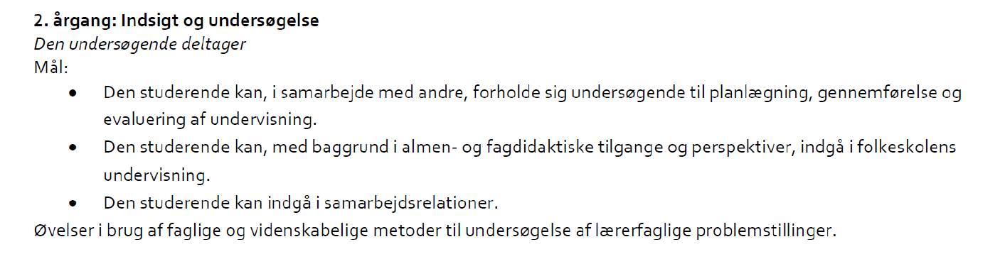 2. årgang: Indsigt og undersøgelse
Den undersøgende deltager
Mål:
• Den studerende kan, i samarbejde med andre, forholde sig undersøgende til planlægning, gennemførelse og
evaluering af undervisning.
• Den studerende kan, med baggrund i almen- og fagdidaktiske tilgange og perspektiver, indgå i folkeskolens
undervisning.
• Den studerende kan indgå i samarbejdsrelationer.
Øvelser i brug af faglige og videnskabelige metoder til undersøgelse af lærerfaglige problemstillinger.